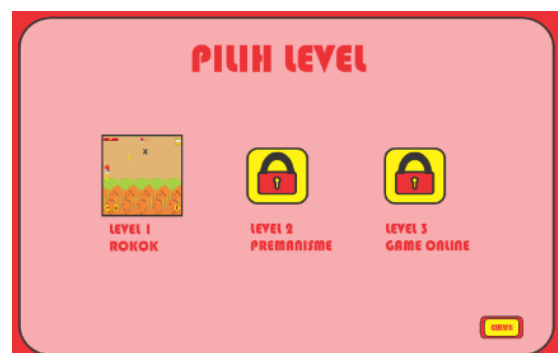 PILIH LEVEL
LEVEL 1
ROKOK
LEVEL 2
PREMANISME
LEVEL 3
GAME ONLINE